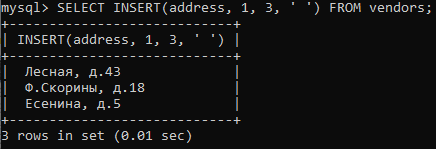 mysql> SELECT INSERT(address, 1, 3, ' ') FROM vendors;
+----------------------------+
| INSERT(address, 1, 3, ' ') |
+----------------------------+
|  Лесная, д.43              |
|  Ф.Скорины, д.18           |
|  Есенина, д.5              |
+----------------------------+
3 rows in set (0.01 sec)